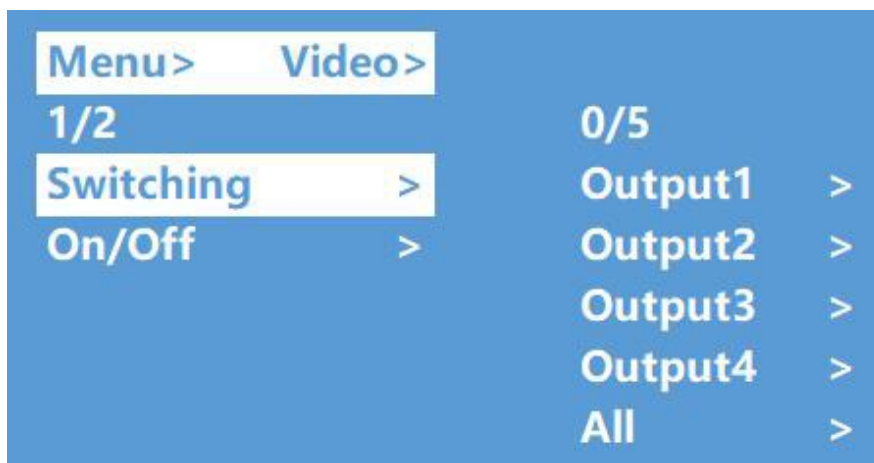 Menu> Video>
1/2 0/5
Switching > Output1 >
On/Off > Output2 >
Output3 >
Output4 >
All >